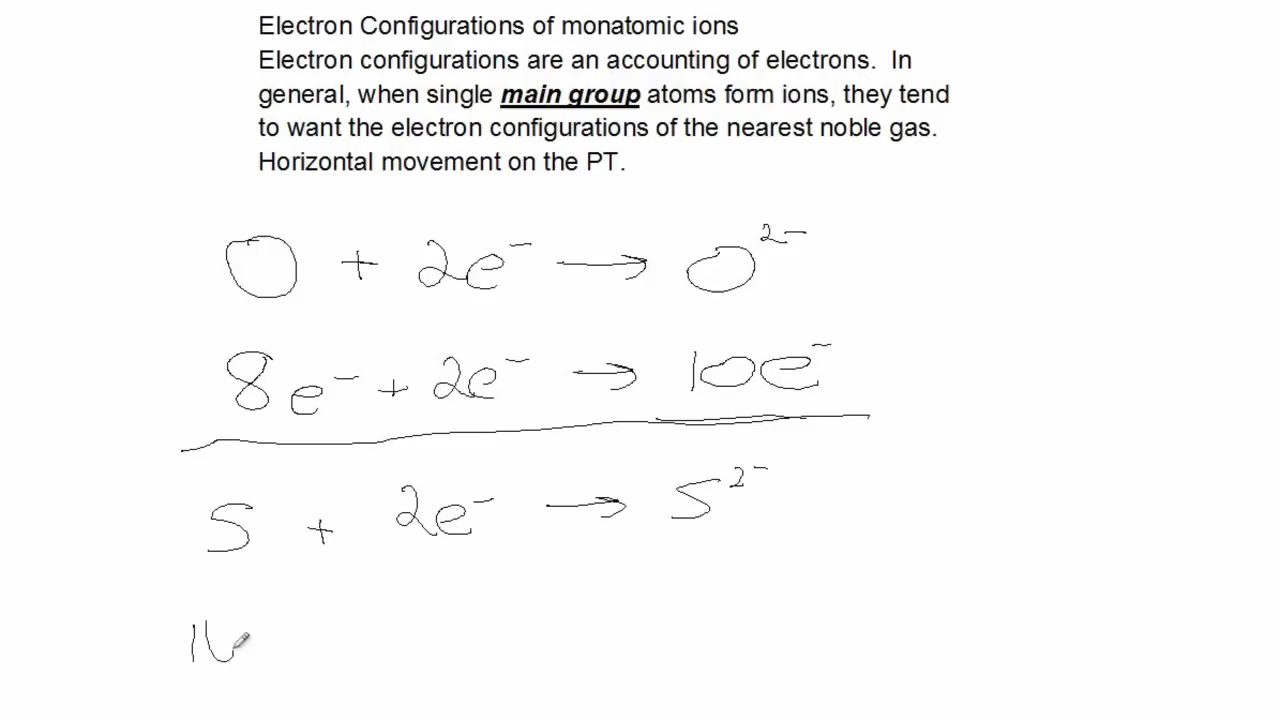 Electron Configurations of monatomic ions
Electron configurations are an accounting of electrons. In
general, when single main group atoms form ions, they tend
to want the electron configurations of the nearest noble gas.
Horizontal movement on the PT.
O + 2e⁻ → O²⁻
8e⁻ + 2e⁻ → 10e⁻
S + 2e⁻ → S²⁻